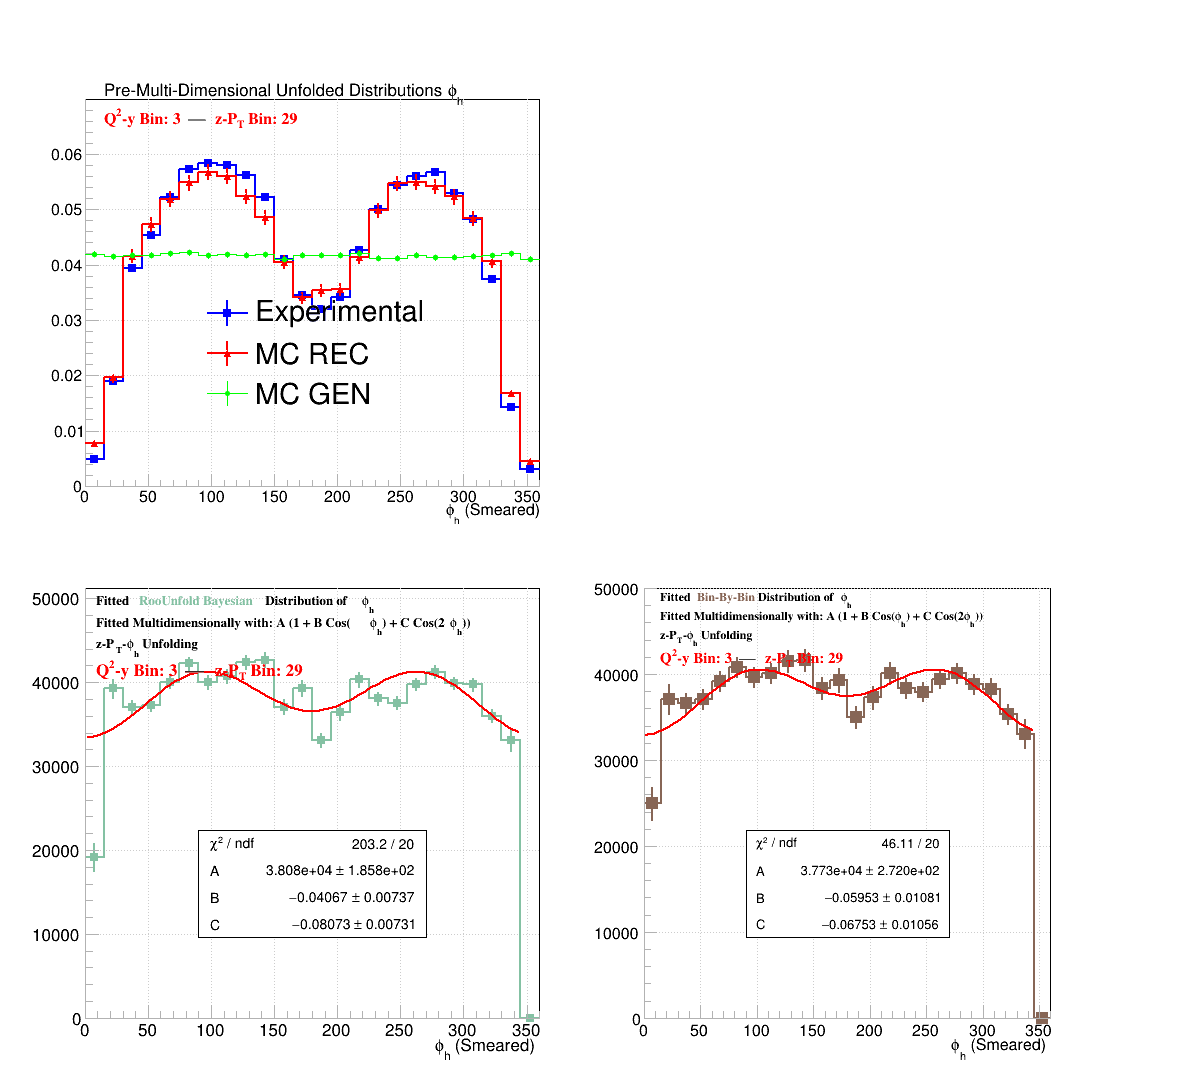 Pre-Multi-Dimensional Unfolded Distributions ϕh
Q²-y Bin: 3 — z-PT Bin: 29
0.06
0.05
0.04
0.03
0.02
0.01
0
Experimental
MC REC
MC GEN
0 50 100 150 200 250 300 350
ϕh (Smeared)
Fitted RooUnfold Bayesian Distribution of ϕh
Fitted Multidimensionally with: A (1 + B Cos( ϕh) + C Cos(2 ϕh))
z-PT-ϕh Unfolding
Q²-y Bin: 3 — z-PT Bin: 29
50000
40000
30000
20000
10000
0
χ² / ndf 203.2 / 20
A 3.808e+04 ± 1.858e+02
B −0.04067 ± 0.00737
C −0.08073 ± 0.00731
0 50 100 150 200 250 300 350
ϕh (Smeared)
Fitted Bin-By-Bin Distribution of ϕh
Fitted Multidimensionally with: A (1 + B Cos(ϕh) + C Cos(2ϕh))
z-PT-ϕh Unfolding
Q²-y Bin: 3 — z-PT Bin: 29
50000
40000
30000
20000
10000
0
χ² / ndf 46.11 / 20
A 3.773e+04 ± 2.720e+02
B −0.05953 ± 0.01081
C −0.06753 ± 0.01056
0 50 100 150 200 250 300 350
ϕh (Smeared)